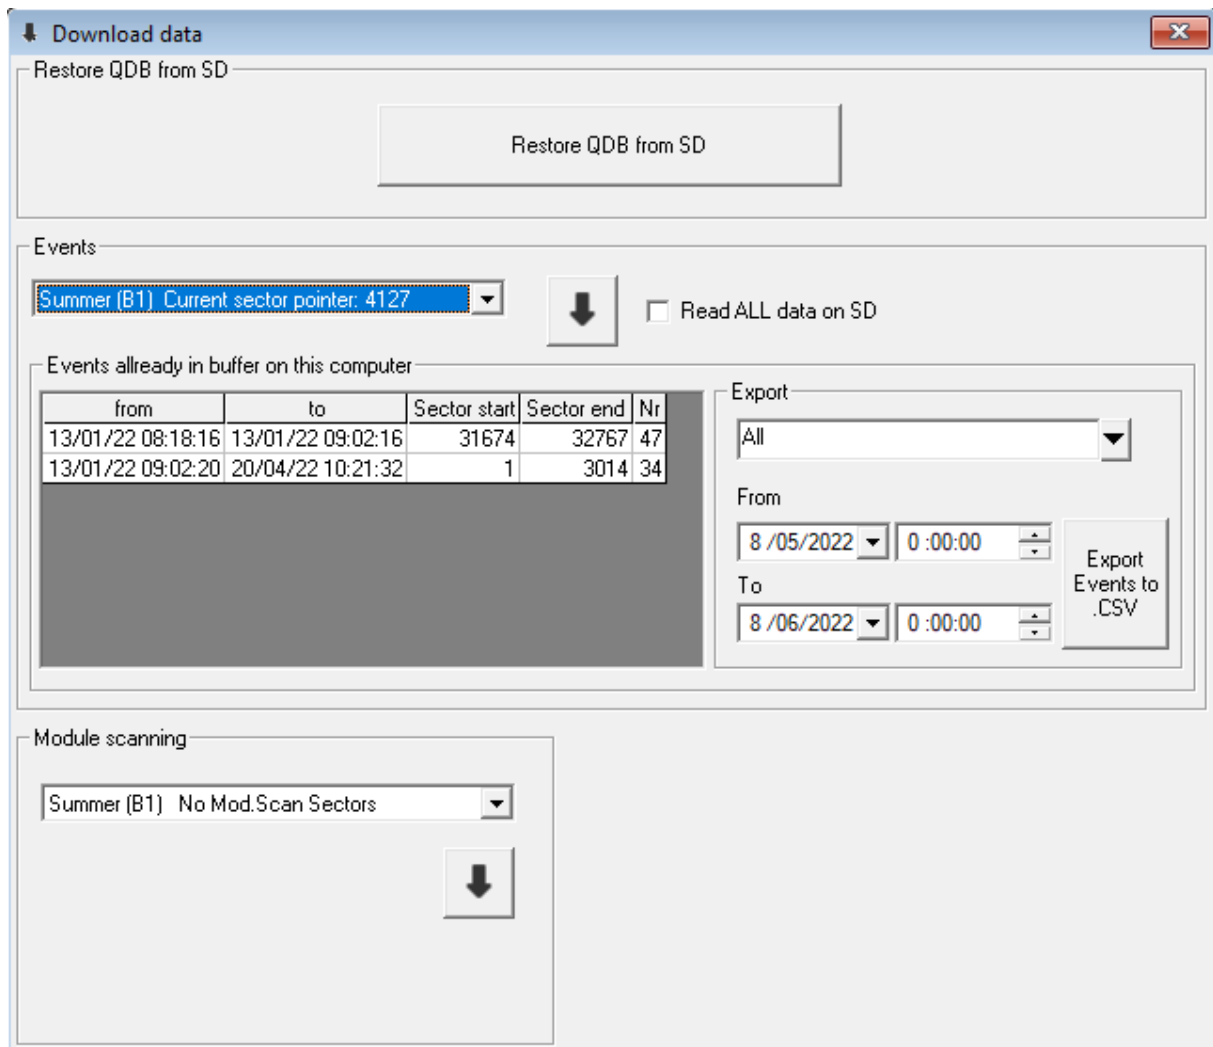 Download data
Restore QDB from SD
Restore QDB from SD
Events
Summer (B1) Current sector pointer: 4127
Read ALL data on SD
Events allready in buffer on this computer
from to Sector start Sector end Nr
13/01/22 08:18:16 13/01/22 09:02:16 31674 32767 47
13/01/22 09:02:20 20/04/22 10:21:32 1 3014 34
Export
All
From
8 /05/2022 0 :00:00
To
8 /06/2022 0 :00:00
Export
Events to
.CSV
Module scanning
Summer (B1) No Mod.Scan Sectors